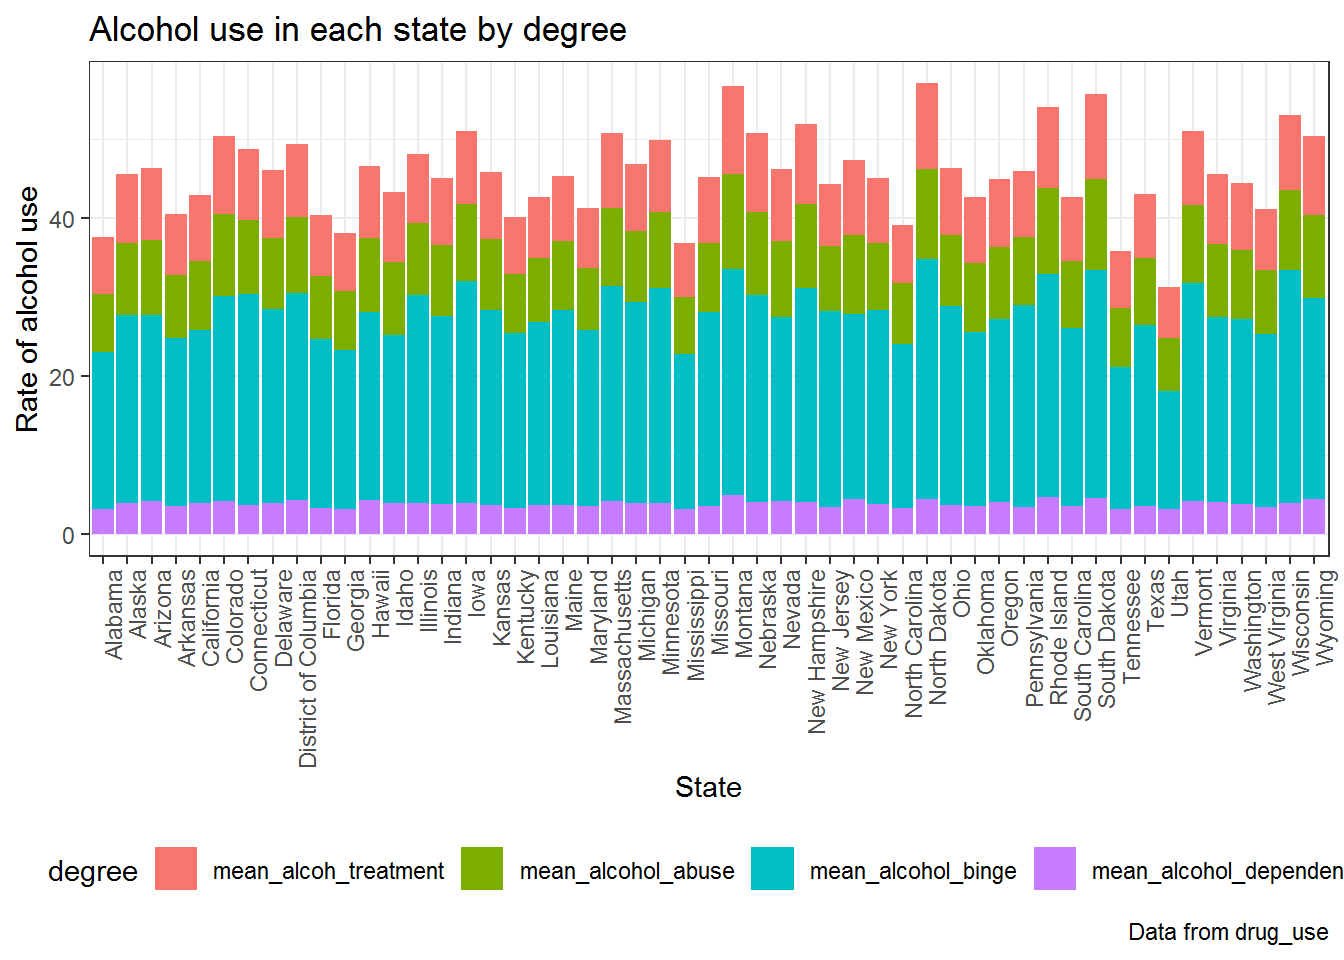 Alcohol use in each state by degree
Rate of alcohol use
40
20
0
Alabama
Alaska
Arizona
Arkansas
California
Colorado
Connecticut
Delaware
District of Columbia
Florida
Georgia
Hawaii
Idaho
Illinois
Indiana
Iowa
Kansas
Kentucky
Louisiana
Maine
Maryland
Massachusetts
Michigan
Minnesota
Mississippi
Missouri
Montana
Nebraska
Nevada
New Hampshire
New Jersey
New Mexico
New York
North Carolina
North Dakota
Ohio
Oklahoma
Oregon
Pennsylvania
Rhode Island
South Carolina
South Dakota
Tennessee
Texas
Utah
Vermont
Virginia
Washington
West Virginia
Wisconsin
Wyoming
State
degree mean_alcoh_treatment mean_alcohol_abuse mean_alcohol_binge mean_alcohol_dependen
Data from drug_use